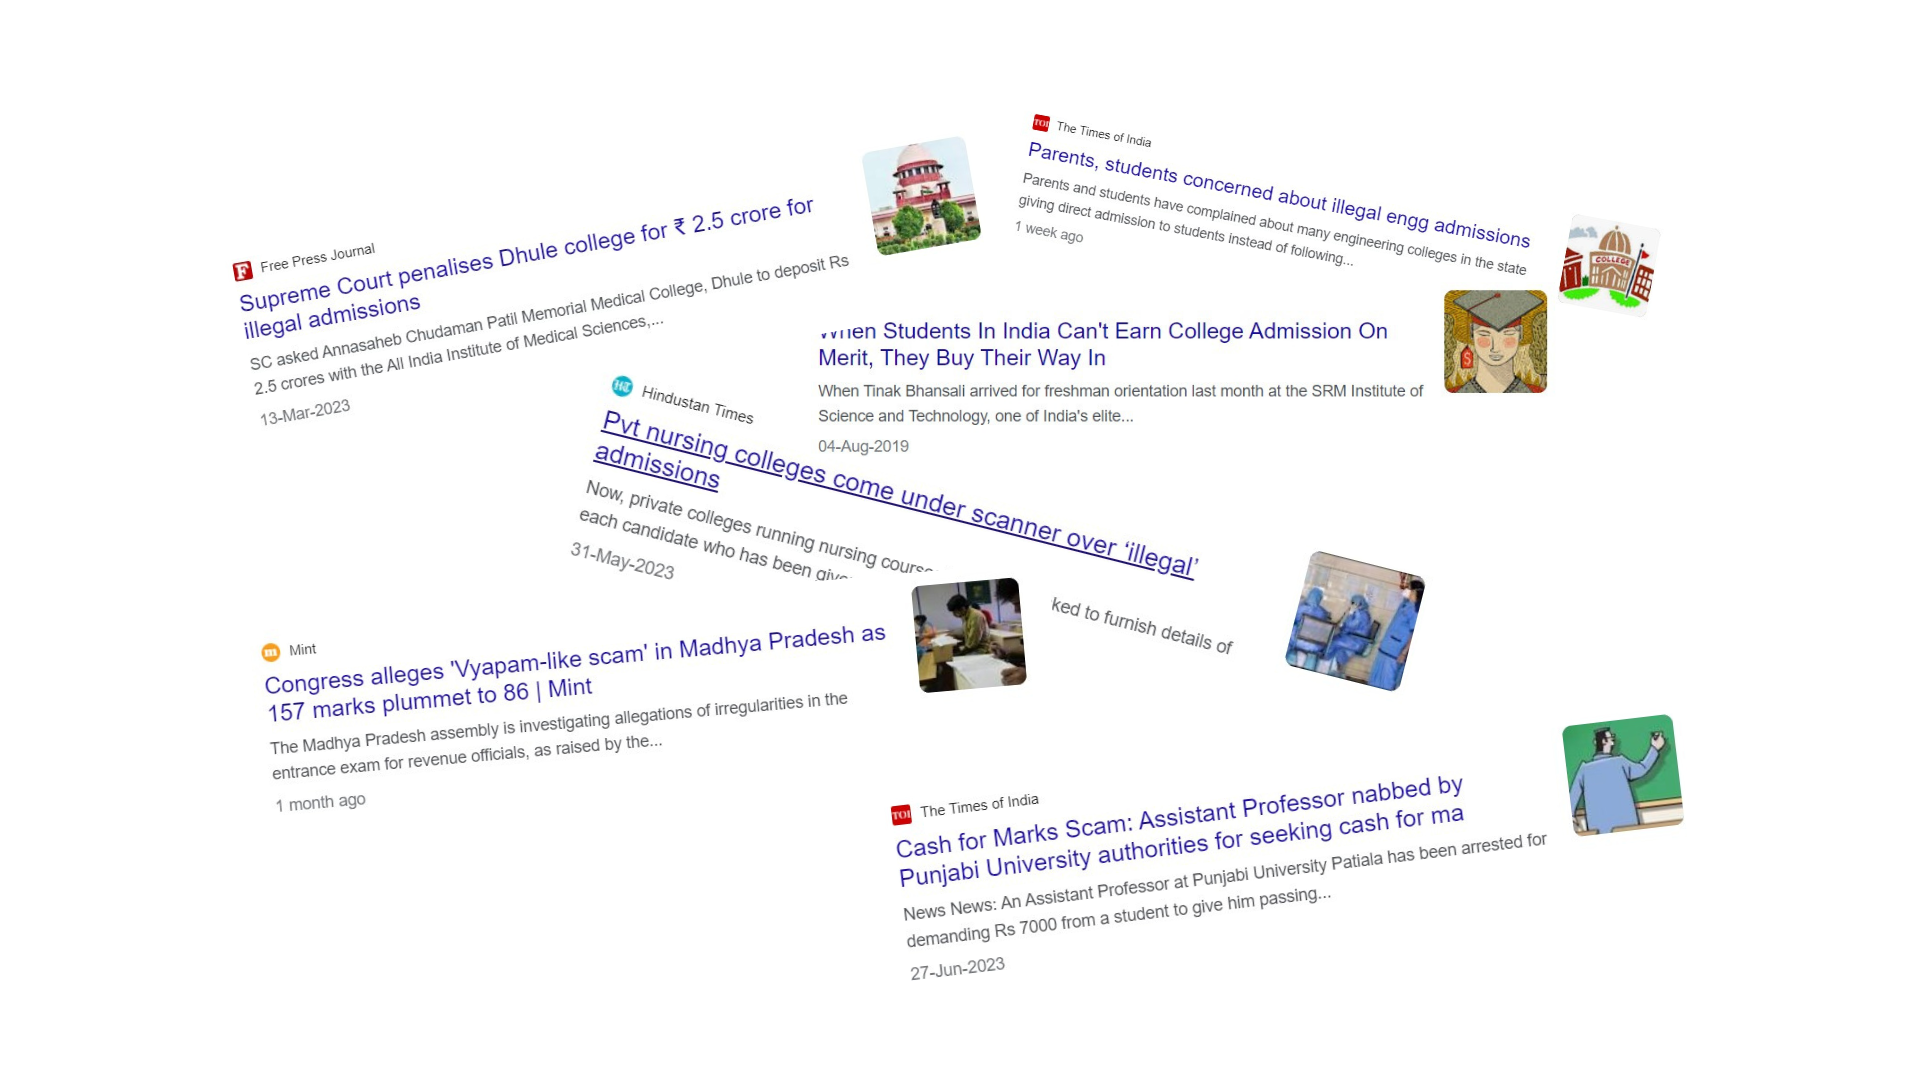 Free Press Journal
Supreme Court penalises Dhule college for ₹ 2.5 crore for
illegal admissions
SC asked Annasaheb Chudaman Patil Memorial Medical College, Dhule to deposit Rs
2.5 crores with the All India Institute of Medical Sciences,...
13-Mar-2023
TOI The Times of India
Parents, students concerned about illegal engg admissions
Parents and students have complained about many engineering colleges in the state
giving direct admission to students instead of following...
1 week ago
COLLEGE
When Students In India Can't Earn College Admission On
Merit, They Buy Their Way In
When Tinak Bhansali arrived for freshman orientation last month at the SRM Institute of
Science and Technology, one of India's elite...
04-Aug-2019
HT Hindustan Times
Pvt nursing colleges come under scanner over ‘illegal’
admissions
Now, private colleges running nursing course
each candidate who has been give
ked to furnish details of
31-May-2023
m Mint
Congress alleges 'Vyapam-like scam' in Madhya Pradesh as
157 marks plummet to 86 | Mint
The Madhya Pradesh assembly is investigating allegations of irregularities in the
entrance exam for revenue officials, as raised by the...
1 month ago
TOI The Times of India
Cash for Marks Scam: Assistant Professor nabbed by
Punjabi University authorities for seeking cash for ma
News News: An Assistant Professor at Punjabi University Patiala has been arrested for
demanding Rs 7000 from a student to give him passing...
27-Jun-2023